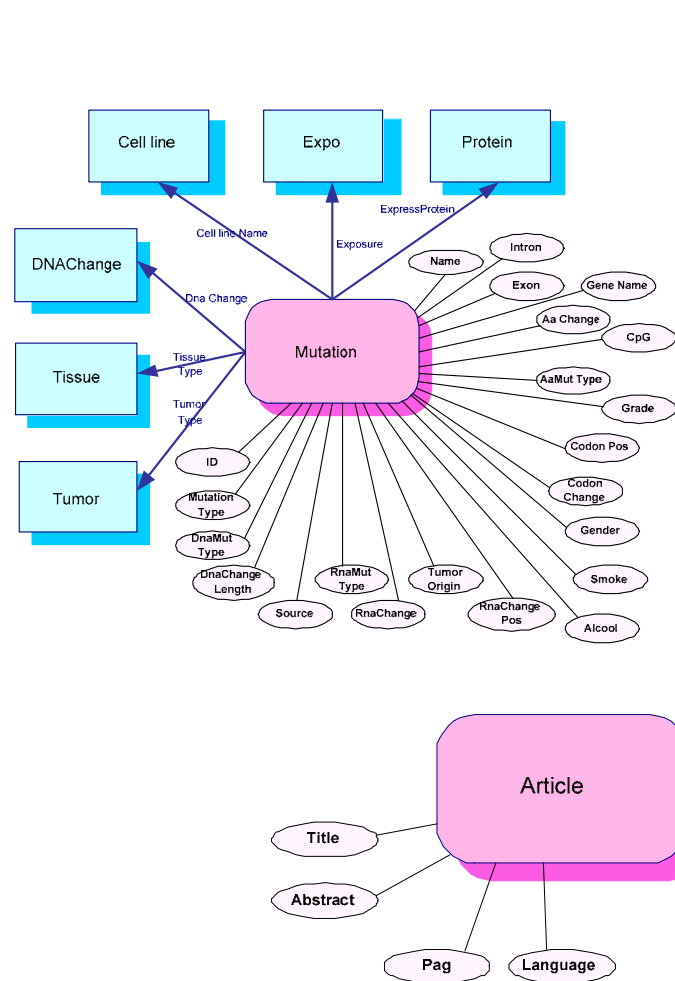 Cell line
Expo
Protein
ExpressProtein
Cell line Name
Exposure
DNAChange
Dna Change
Name
Intron
Exon
Gene Name
Aa Change
CpG
Mutation
Tissue
Tissue
Type
AaMut Type
Grade
Tumor
Type
Codon Pos
ID
Tumor
Mutation
Type
Codon
Change
Gender
DnaMut
Type
DnaChange
Length
RnaMut
Type
Tumor
Origin
Smoke
Source
RnaChange
RnaChange
Pos
Alcool
Article
Title
Abstract
Pag
Language